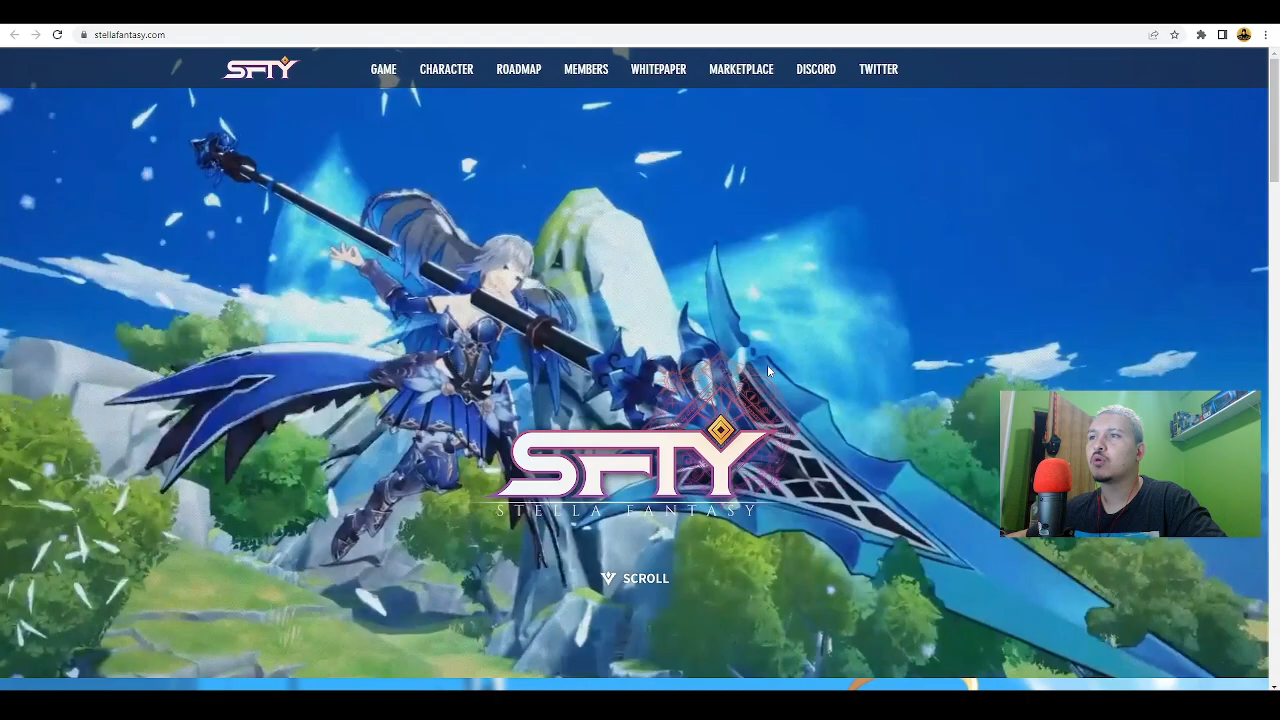 stellafantasy.com
SFTY GAME CHARACTER ROADMAP MEMBERS WHITEPAPER MARKETPLACE DISCORD TWITTER
SFTY
STELLA FANTASY
SCROLL